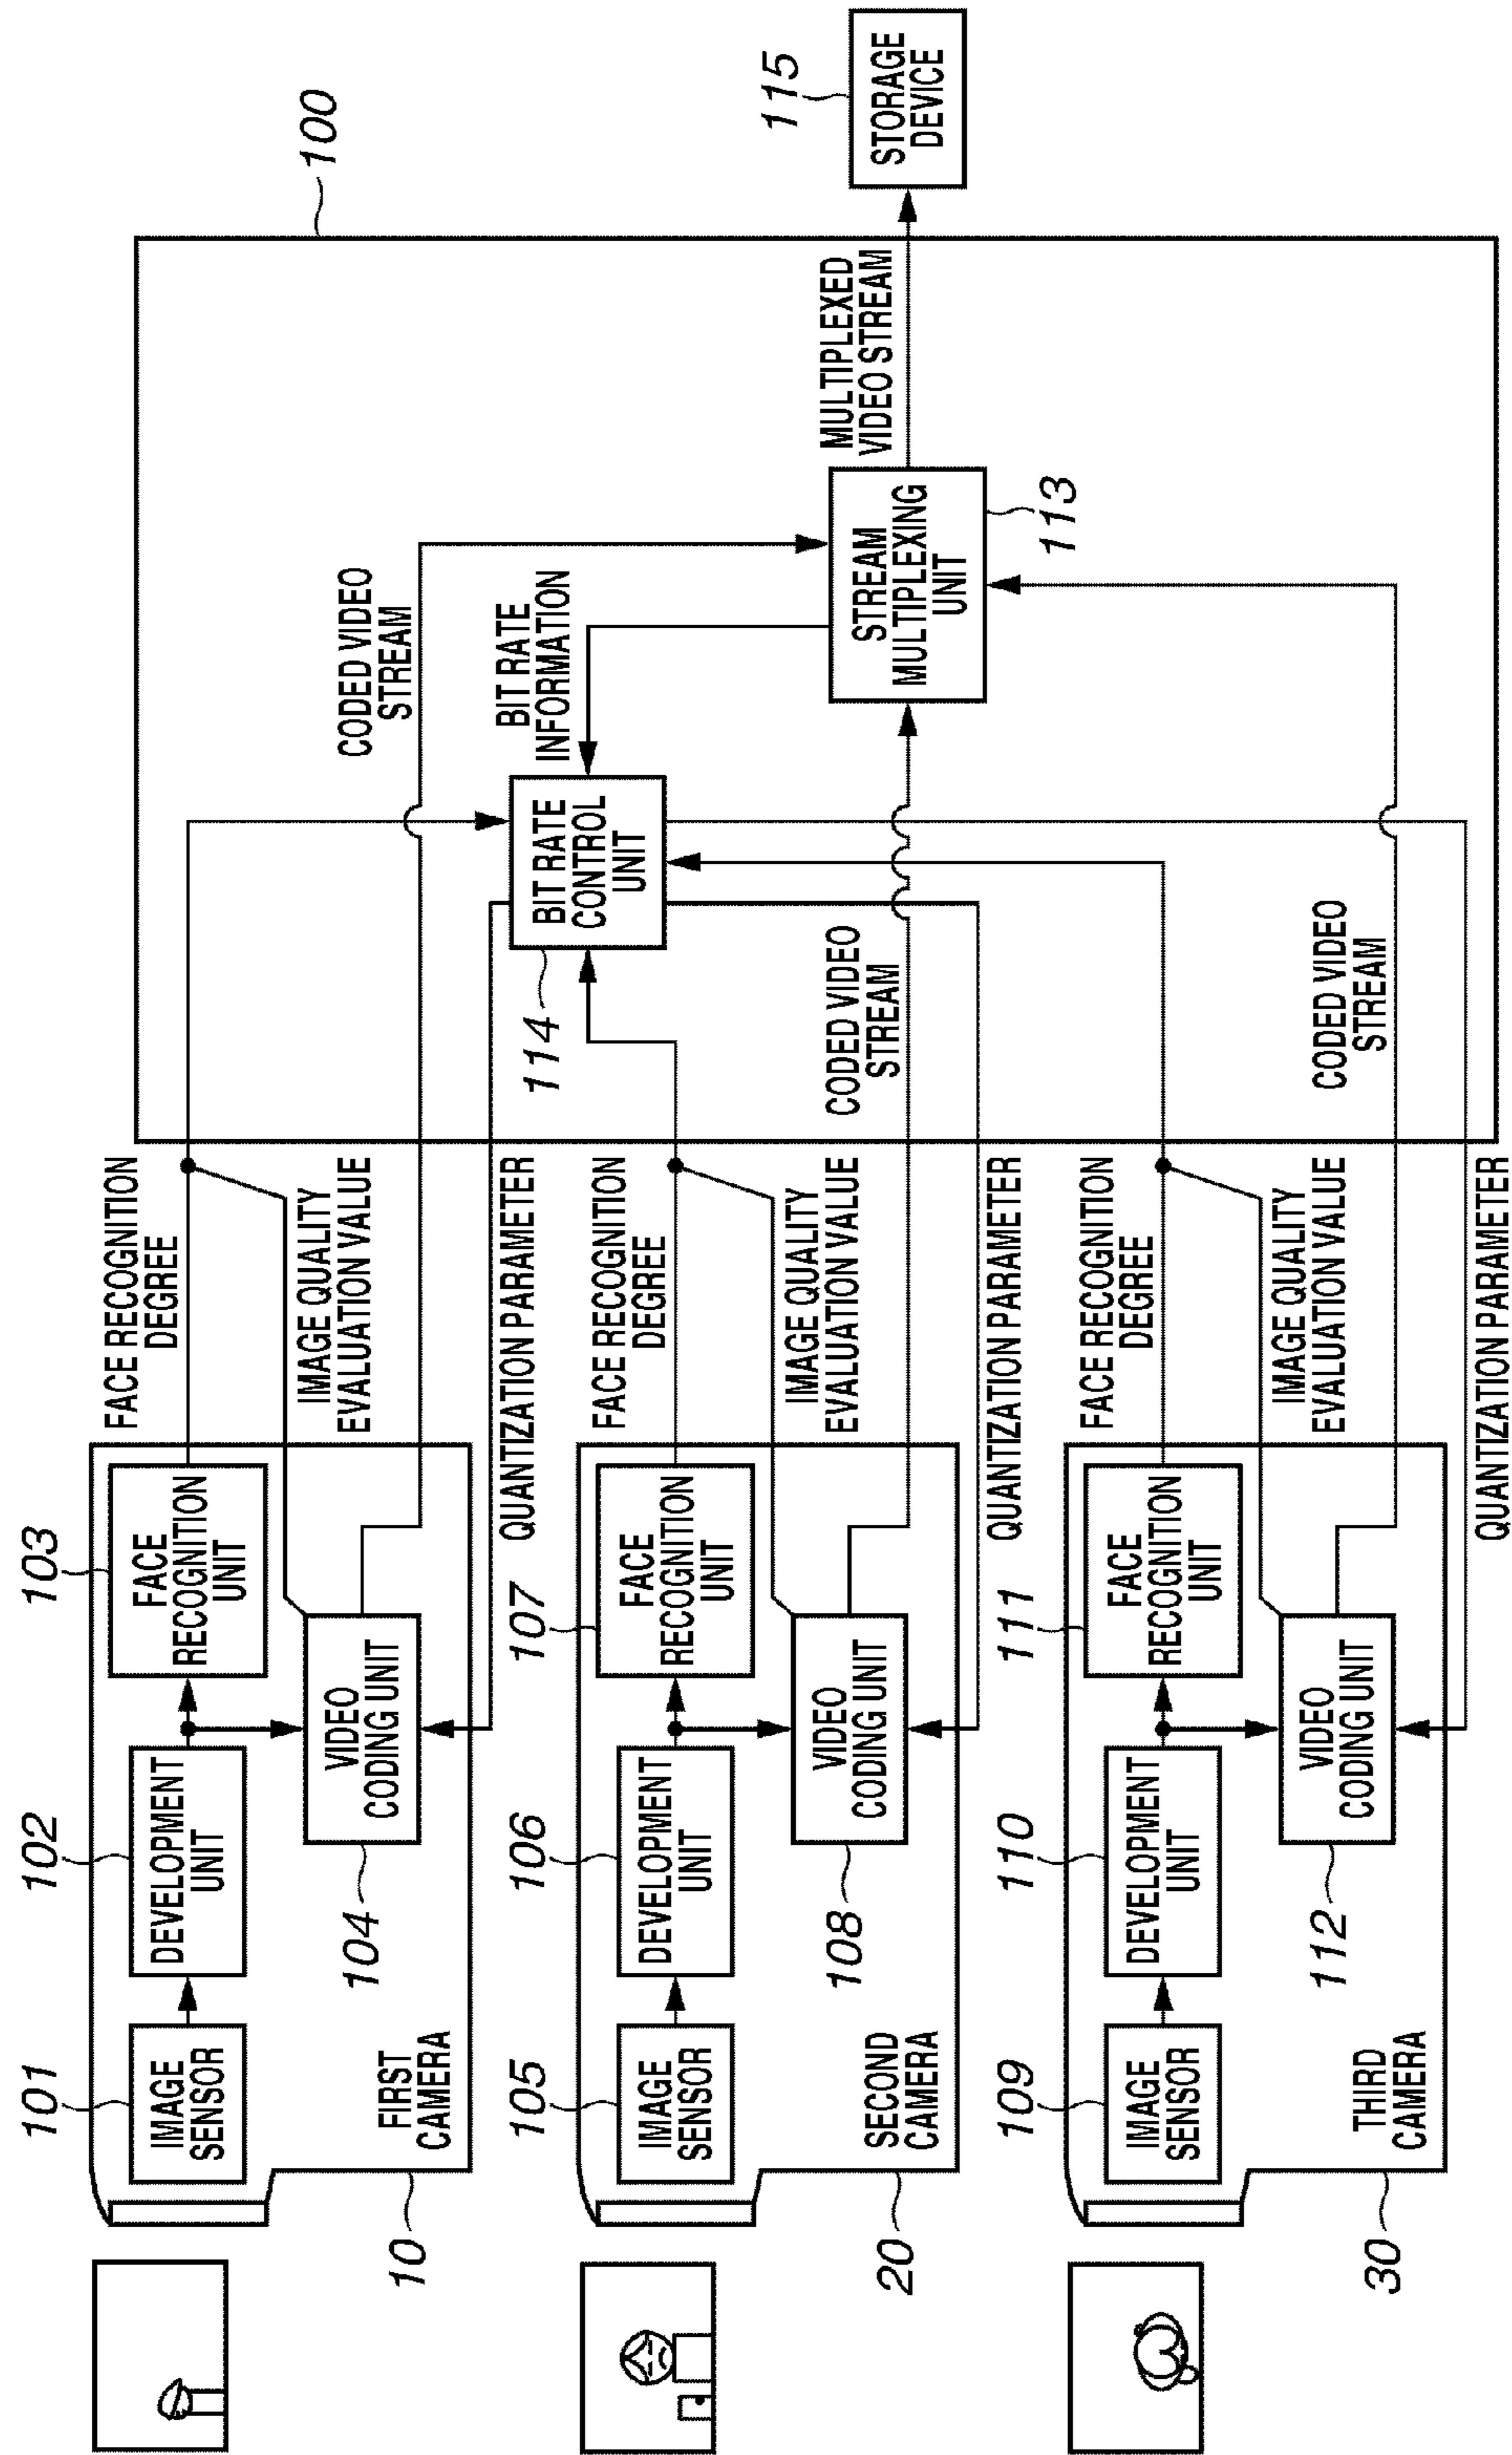 101
IMAGE
SENSOR
102
DEVELOPMENT
UNIT
103
FACE
RECOGNITION
UNIT
FACE RECOGNITION
DEGREE
104
VIDEO
CODING UNIT
IMAGE QUALITY
EVALUATION VALUE
QUANTIZATION PARAMETER
FIRST
CAMERA
10
105
IMAGE
SENSOR
106
DEVELOPMENT
UNIT
107
FACE
RECOGNITION
UNIT
FACE RECOGNITION
DEGREE
108
VIDEO
CODING UNIT
IMAGE QUALITY
EVALUATION VALUE
QUANTIZATION PARAMETER
SECOND
CAMERA
20
109
IMAGE
SENSOR
110
DEVELOPMENT
UNIT
111
FACE
RECOGNITION
UNIT
FACE RECOGNITION
DEGREE
112
VIDEO
CODING UNIT
IMAGE QUALITY
EVALUATION VALUE
QUANTIZATION PARAMETER
THIRD
CAMERA
30
100
CODED VIDEO
STREAM
BIT RATE
INFORMATION
114
BIT RATE
CONTROL
UNIT
CODED VIDEO
STREAM
STREAM
MULTIPLEXING
UNIT
113
MULTIPLEXED
VIDEO STREAM
CODED VIDEO
STREAM
115
STORAGE
DEVICE